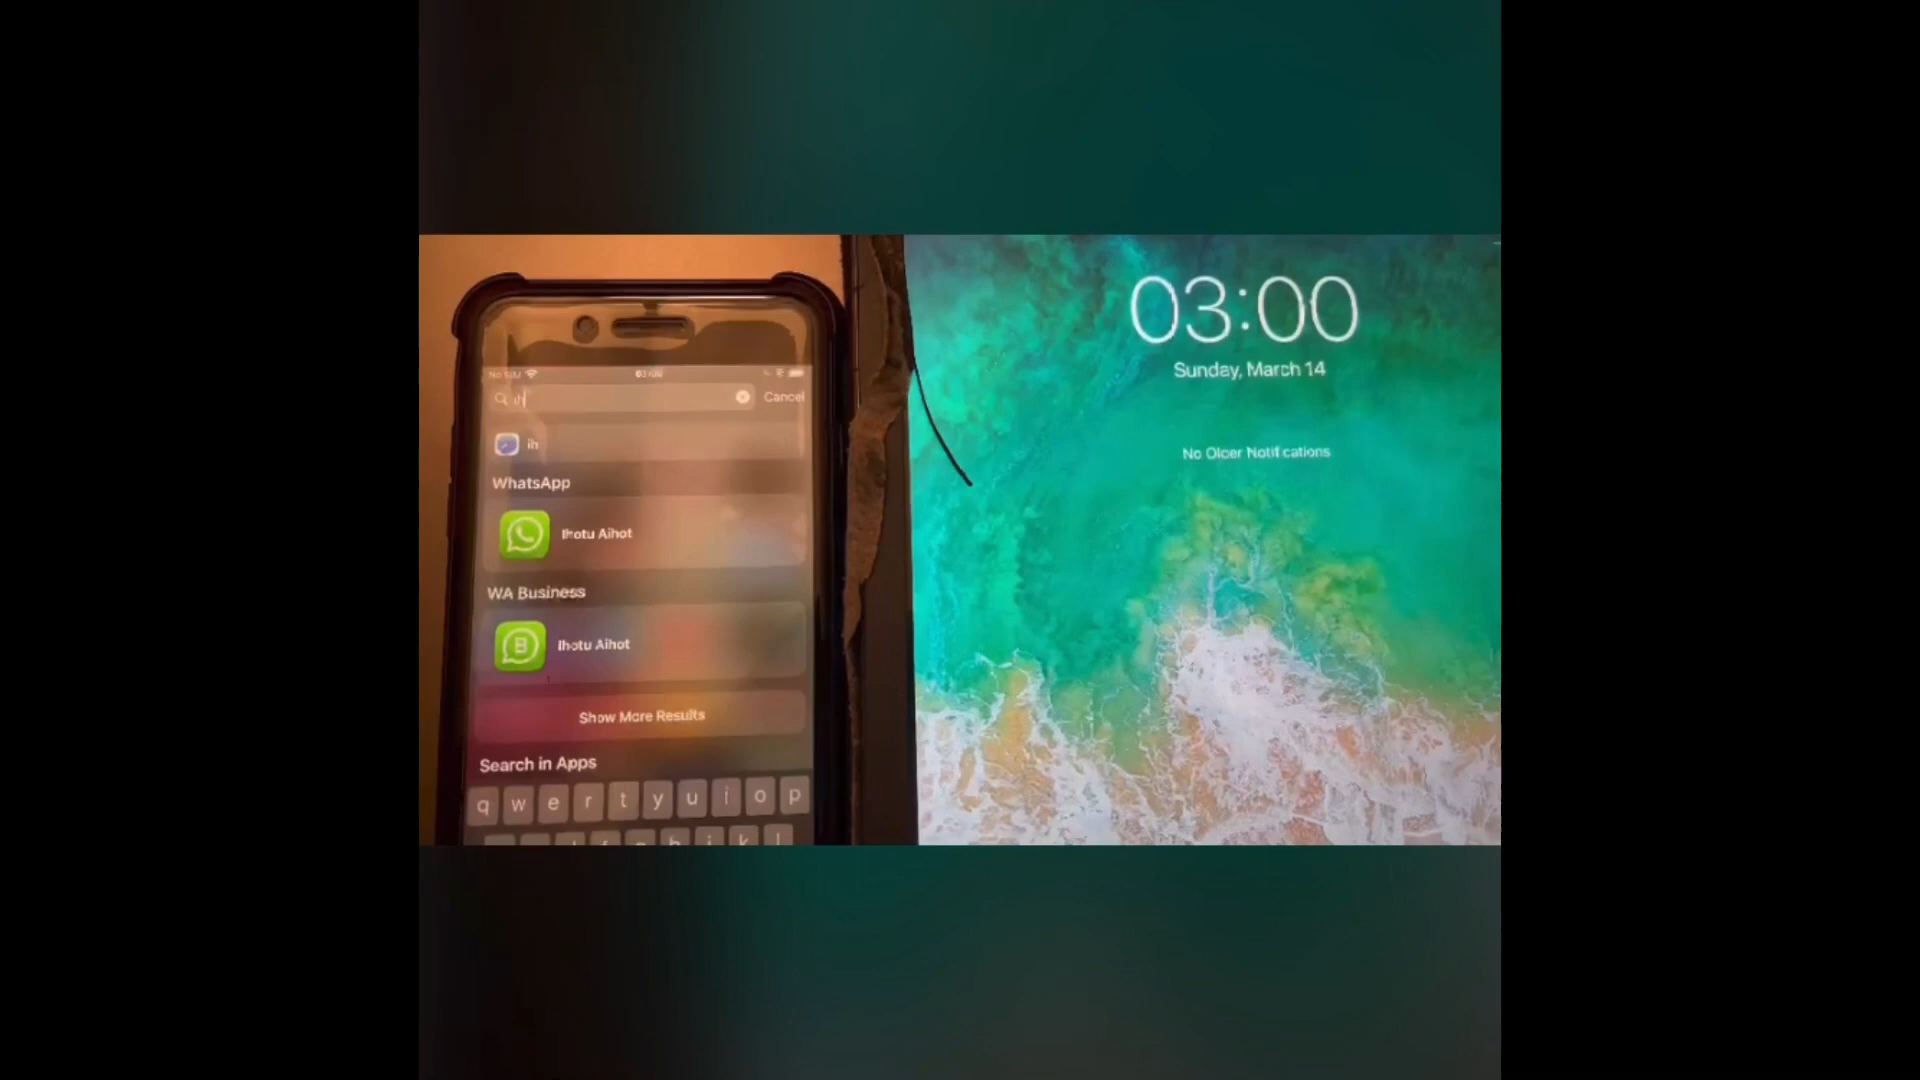 No SIM
03:00
ih
Cancel
ih
WhatsApp
Ihotu Aihot
WA Business
B
Ihotu Aihot
Show More Results
Search in Apps
q w e r t y u i o p
03:00
Sunday, March 14
No Older Notifications